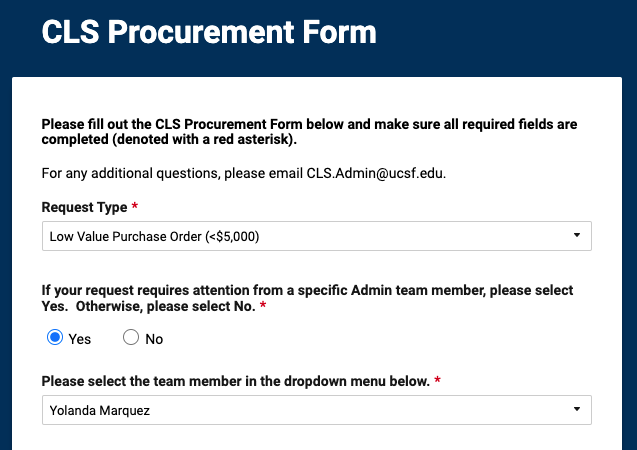 CLS Procurement Form
Please fill out the CLS Procurement Form below and make sure all required fields are
completed (denoted with a red asterisk).
For any additional questions, please email CLS.Admin@ucsf.edu.
Request Type *
Low Value Purchase Order (<$5,000)
If your request requires attention from a specific Admin team member, please select
Yes.  Otherwise, please select No. *
Yes No
Please select the team member in the dropdown menu below. *
Yolanda Marquez